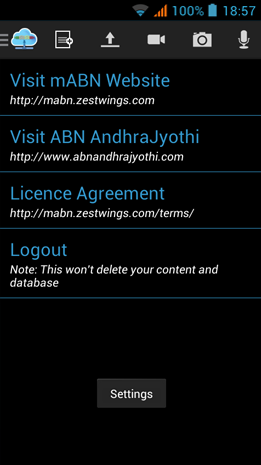 100% 18:57
Visit mABN Website
http://mabn.zestwings.com
Visit ABN AndhraJyothi
http://www.abnandhrajyothi.com
Licence Agreement
http://mabn.zestwings.com/terms/
Logout
Note: This won't delete your content and
database
Settings